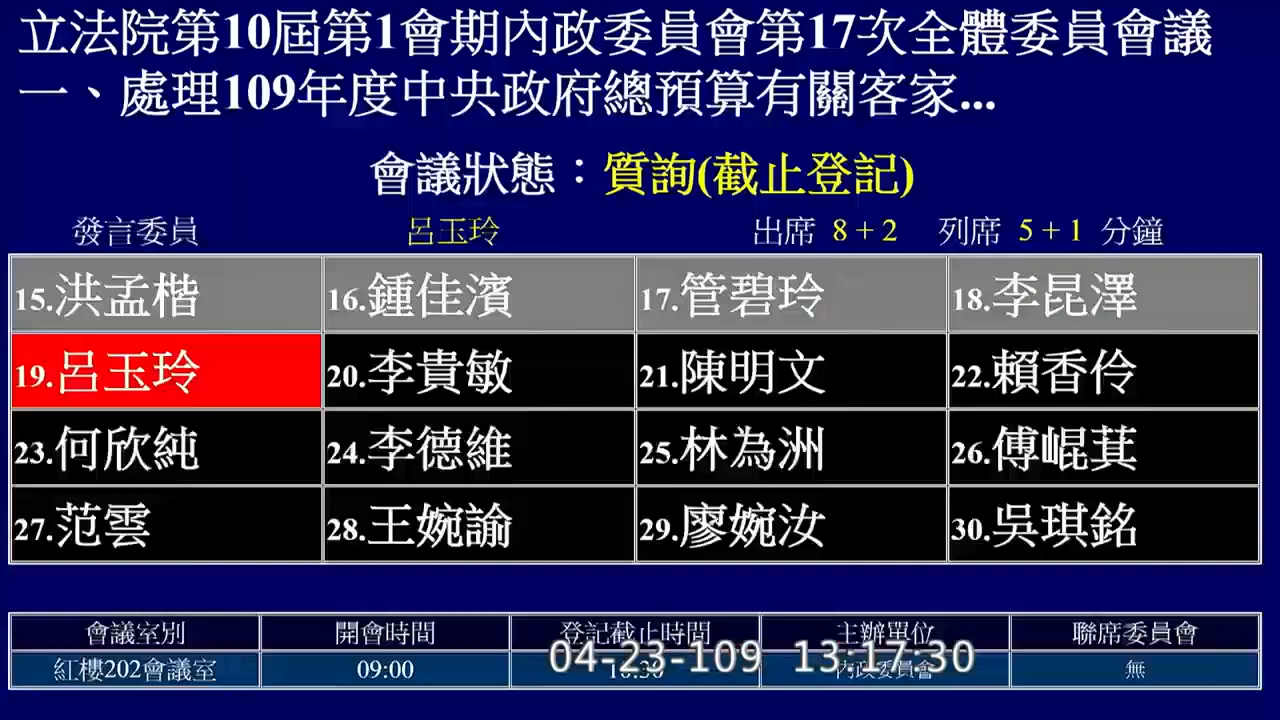 立法院第10屆第1會期內政委員會第17次全體委員會議
一、處理109年度中央政府總預算有關客家...
會議狀態：質詢(截止登記)
發言委員 呂玉玲 出席 8 + 2 列席 5 + 1 分鐘
15.洪孟楷 16.鍾佳濱 17.管碧玲 18.李昆澤
19.呂玉玲 20.李貴敏 21.陳明文 22.賴香伶
23.何欣純 24.李德維 25.林為洲 26.傅崐萁
27.范雲 28.王婉諭 29.廖婉汝 30.吳琪銘
會議室別 開會時間 登記截止時間 主辦單位 聯席委員會
04-23-109 13:17:30
紅樓202會議室 09:00 10:30 內政委員會 無